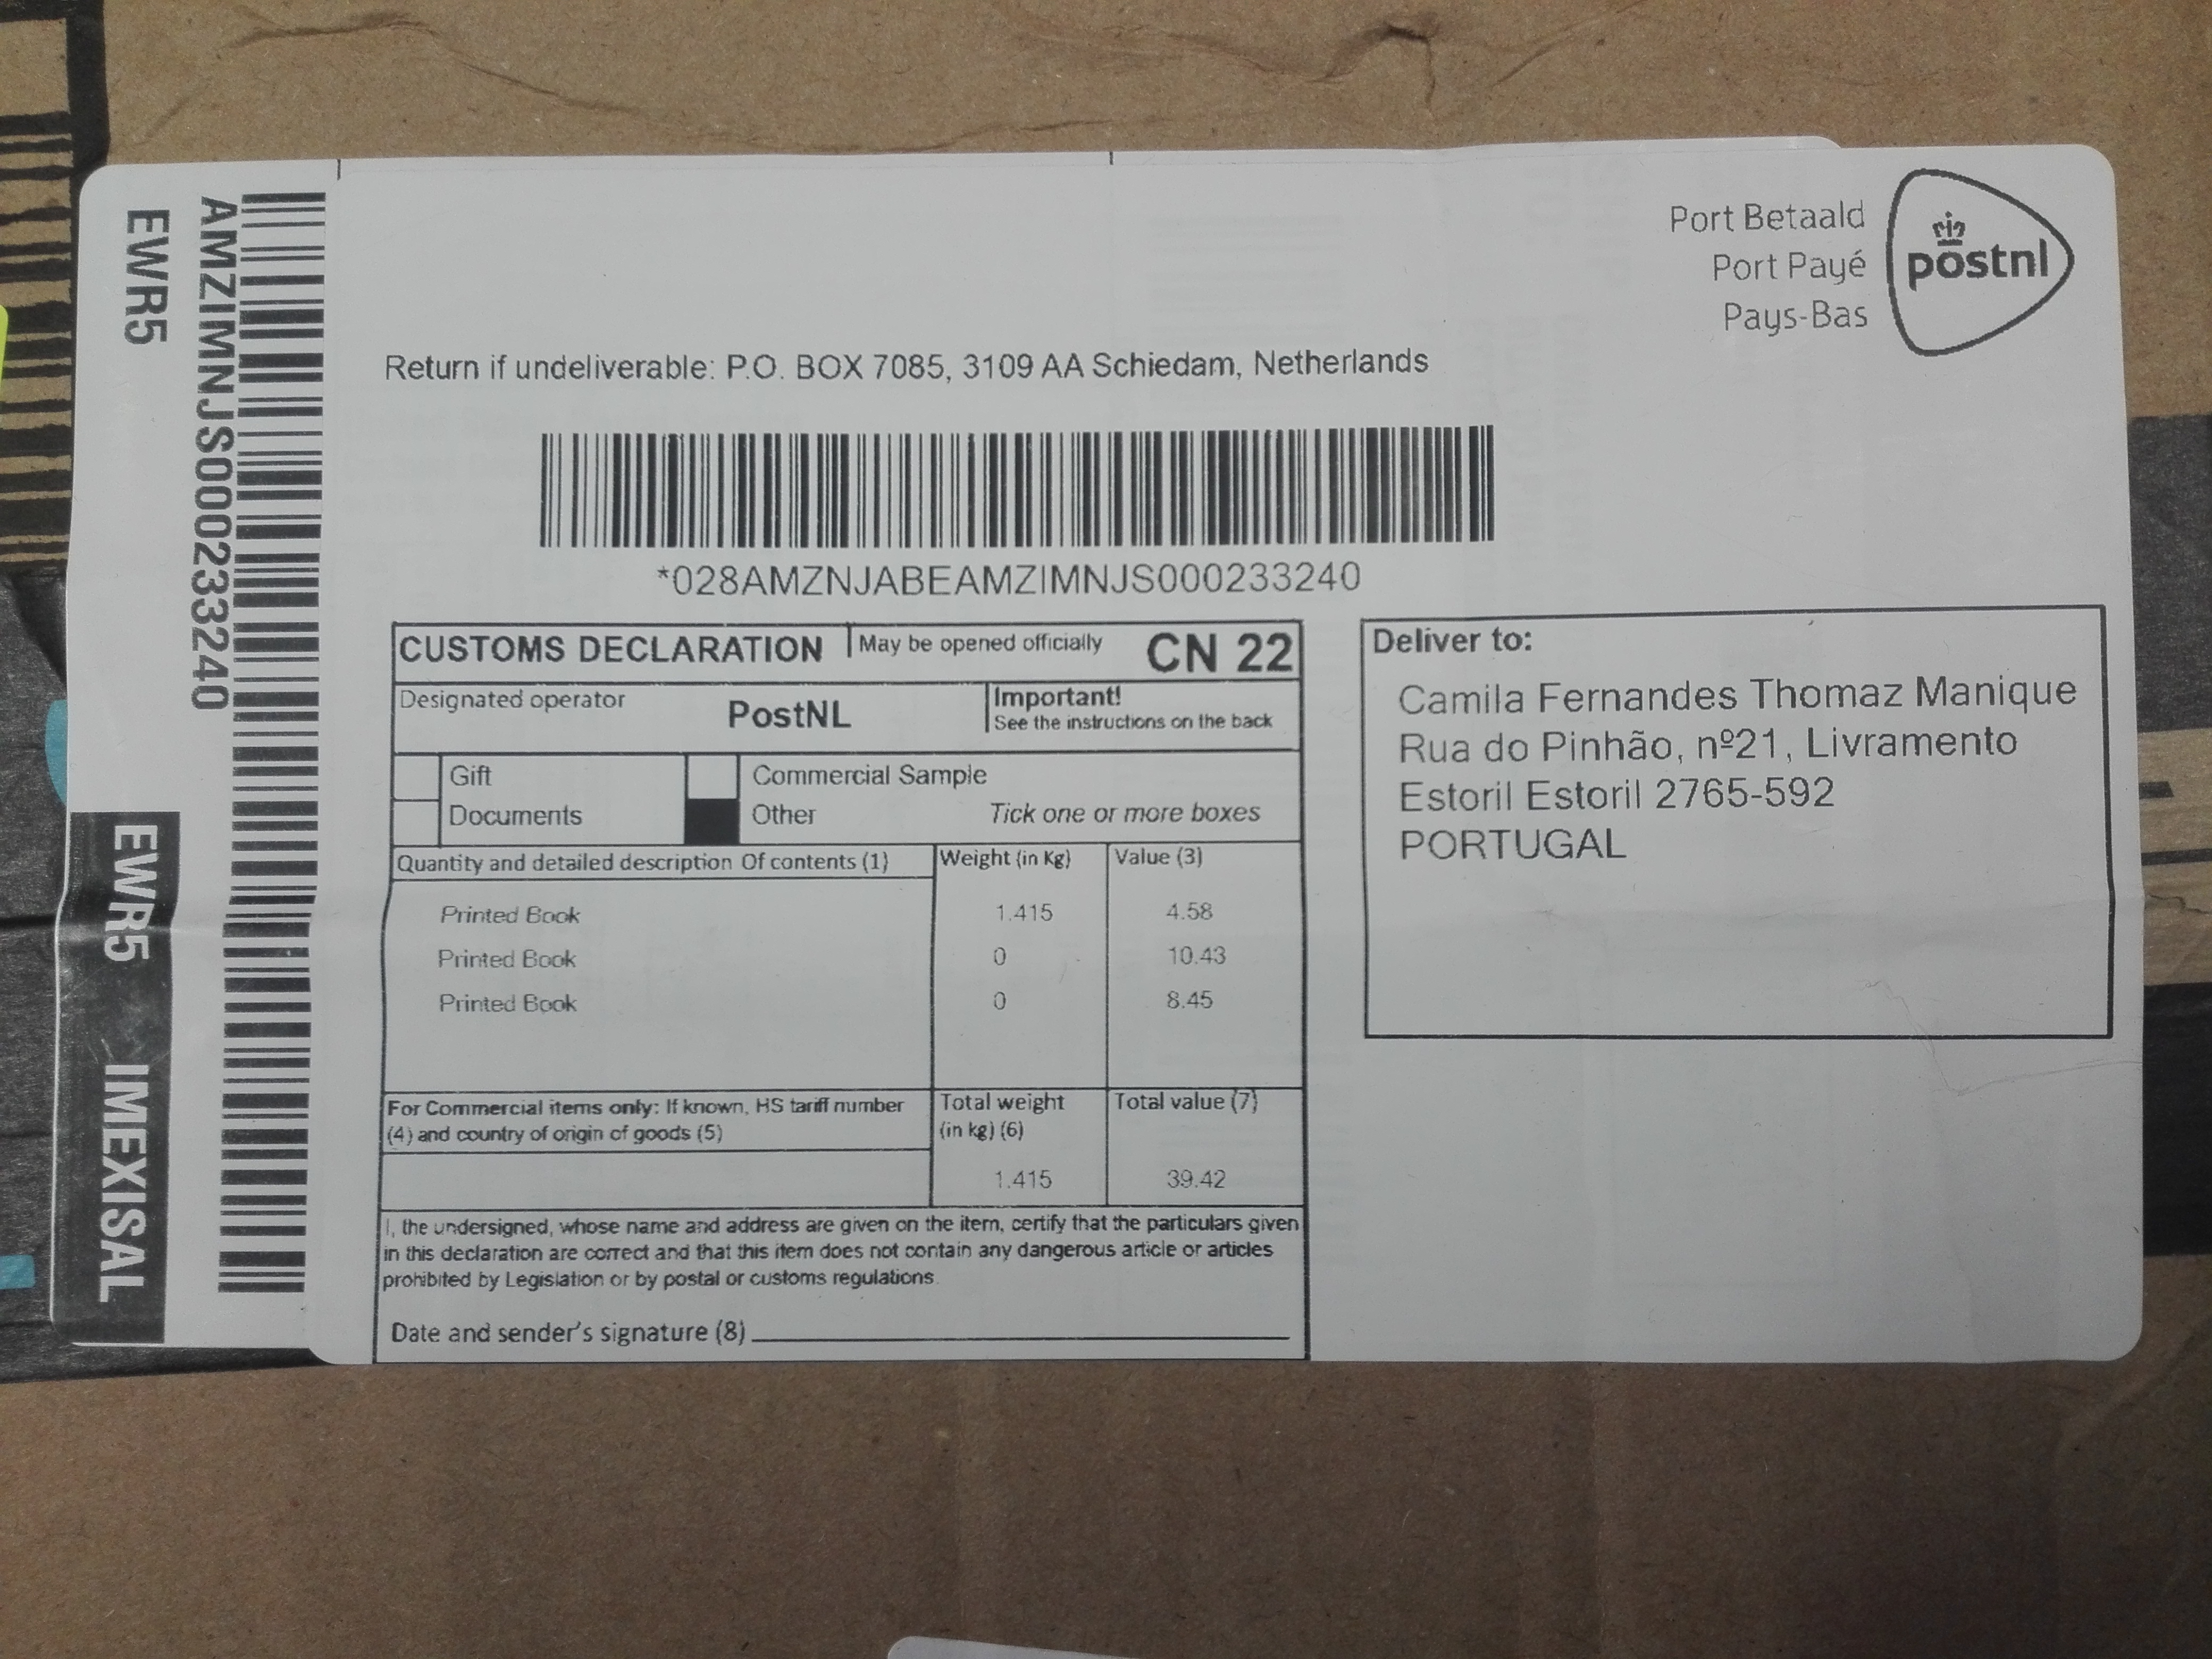 EWR5
AMZIMNJS000233240
EWR5 IMEXISAL
Port Betaald
Port Payé
Pays-Bas
postnl
Return if undeliverable: P.O. BOX 7085, 3109 AA Schiedam, Netherlands
*028AMZNJABEAMZIMNJS000233240
CUSTOMS DECLARATION May be opened officially CN 22
Designated operator PostNL Important!
See the instructions on the back
Gift Commercial Sample
Documents Other Tick one or more boxes
Quantity and detailed description Of contents (1) Weight (in Kg) Value (3)
Printed Book 1.415 4.58
Printed Book 0 10.43
Printed Book 0 8.45
For Commercial items only: If known, HS tariff number Total weight Total value (7)
(4) and country of origin of goods (5) (in kg) (6)
1.415 39.42
I, the undersigned, whose name and address are given on the item, certify that the particulars given
in this declaration are correct and that this item does not contain any dangerous article or articles
prohibited by Legislation or by postal or customs regulations.
Date and sender's signature (8)
Deliver to:
Camila Fernandes Thomaz Manique
Rua do Pinhão, nº21, Livramento
Estoril Estoril 2765-592
PORTUGAL